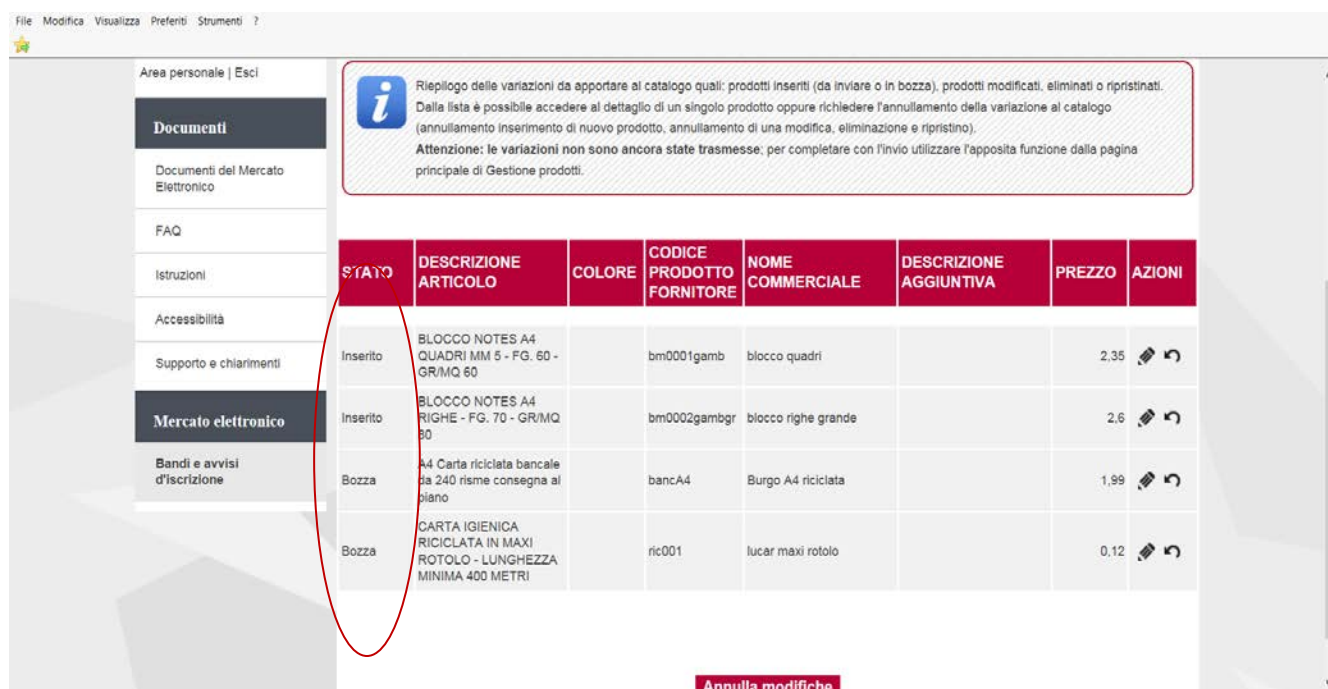 File Modifica Visualizza Preferiti Strumenti ?
Area personale | Esci
Documenti
Documenti del Mercato
Elettronico
FAQ
Istruzioni
Accessibilità
Supporto e chiarimenti
Mercato elettronico
Bandi e avvisi
d'iscrizione
Riepilogo delle variazioni da apportare al catalogo quali: prodotti inseriti (da inviare o in bozza), prodotti modificati, eliminati o ripristinati.
Dalla lista è possibile accedere al dettaglio di un singolo prodotto oppure richiedere l'annullamento della variazione al catalogo
(annullamento inserimento di nuovo prodotto, annullamento di una modifica, eliminazione e ripristino).
Attenzione: le variazioni non sono ancora state trasmesse; per completare con l'invio utilizzare l'apposita funzione dalla pagina
principale di Gestione prodotti.
STATO
DESCRIZIONE
ARTICOLO
COLORE
CODICE
PRODOTTO
FORNITORE
NOME
COMMERCIALE
DESCRIZIONE
AGGIUNTIVA
PREZZO
AZIONI
Inserito
BLOCCO NOTES A4
QUADRI MM 5 - FG. 60 -
GR/MQ 60
bm0001gamb
blocco quadri
2,35
Inserito
BLOCCO NOTES A4
RIGHE - FG. 70 - GR/MQ
60
bm0002gambgr
blocco righe grande
2,6
Bozza
A4 Carta riciclata bancale
da 240 risme consegna al
piano
bancA4
Burgo A4 riciclata
1,99
Bozza
CARTA IGIENICA
RICICLATA IN MAXI
ROTOLO - LUNGHEZZA
MINIMA 400 METRI
ric001
lucar maxi rotolo
0,12
Annulla modifiche